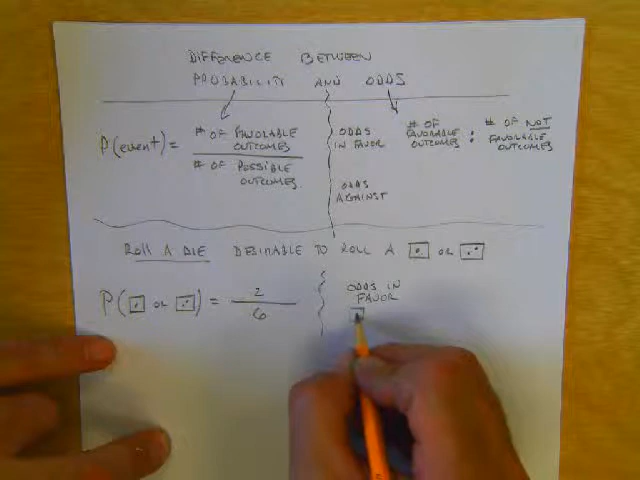 DIFFERENCE BETWEEN
PROBABILITY AND ODDS
P(event) = # OF FAVORABLE OUTCOMES
# OF POSSIBLE OUTCOMES
ODDS IN FAVOR
# OF FAVORABLE OUTCOMES : # OF NOT FAVORABLE OUTCOMES
ODDS AGAINST
ROLL A DIE DESIRABLE TO ROLL A OR
P( OR ) = 2
6
ODDS IN
FAVOR